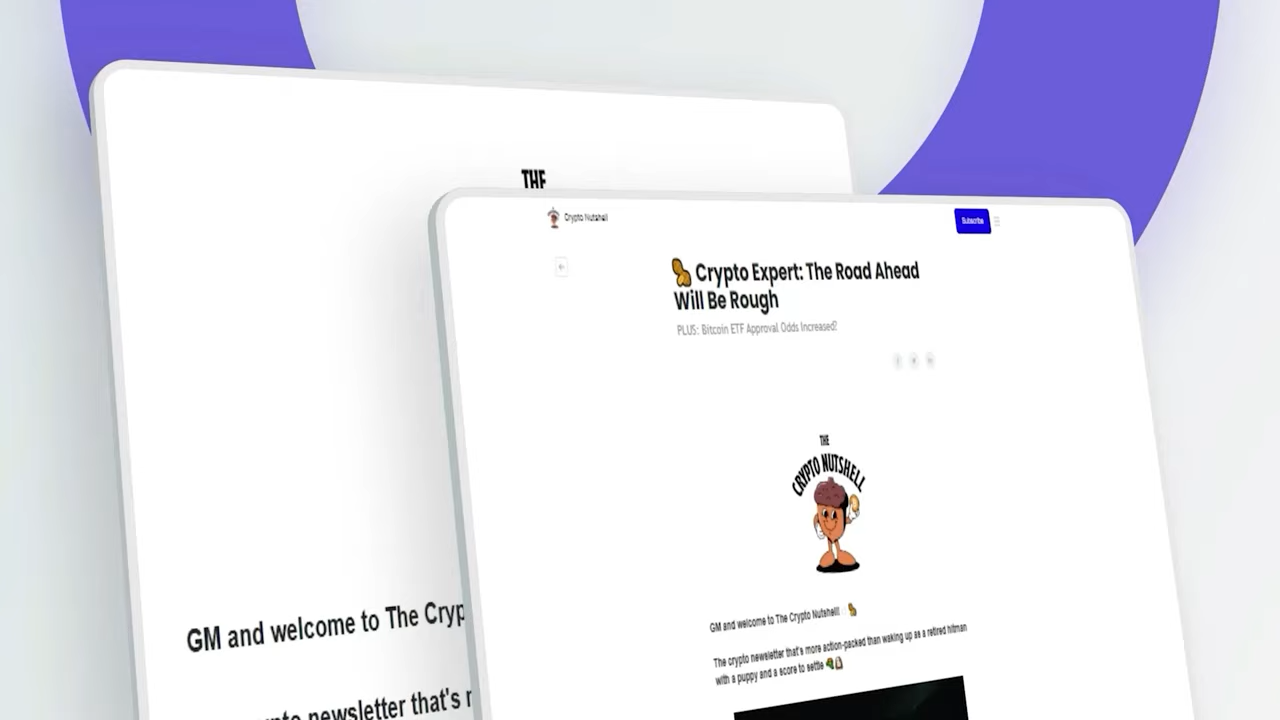 THE
GM and welcome to The Cryp
crypto newsletter that's
Crypto Nutshell
Subscribe
Crypto Expert: The Road Ahead
Will Be Rough
PLUS: Bitcoin ETF Approval Odds Increased?
THE
CRYPTO NUTSHELL
GM and welcome to The Crypto Nutshell!
The crypto newsletter that's more action-packed than waking up as a retired hitman
with a puppy and a score to settle